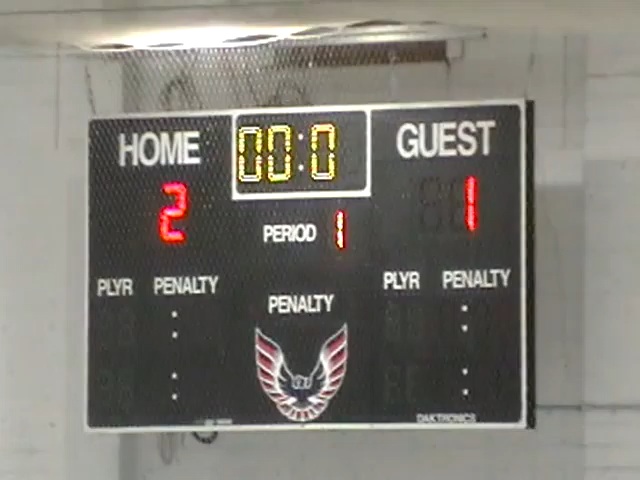 HOME 00:0 GUEST
2 PERIOD 1 1
PLYR PENALTY PENALTY PLYR PENALTY
: :
: :
DAKTRONICS